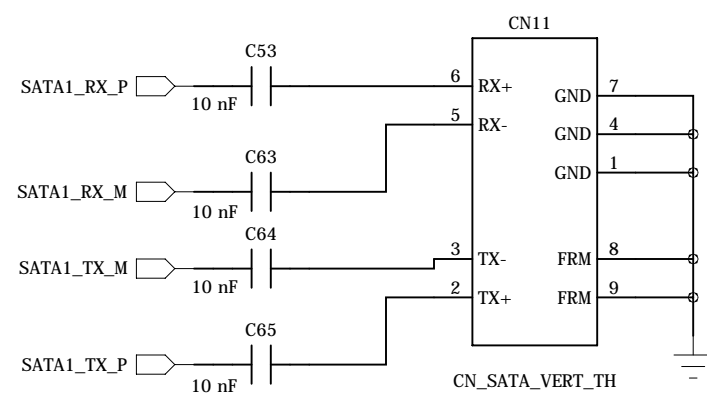 CN11
C53
SATA1_RX_P
10 nF
6 RX+
GND 7
5 RX-
GND 4
C63
GND 1
SATA1_RX_M
10 nF
C64
3 TX-
FRM 8
SATA1_TX_M
10 nF
2 TX+
FRM 9
C65
SATA1_TX_P
10 nF
CN_SATA_VERT_TH